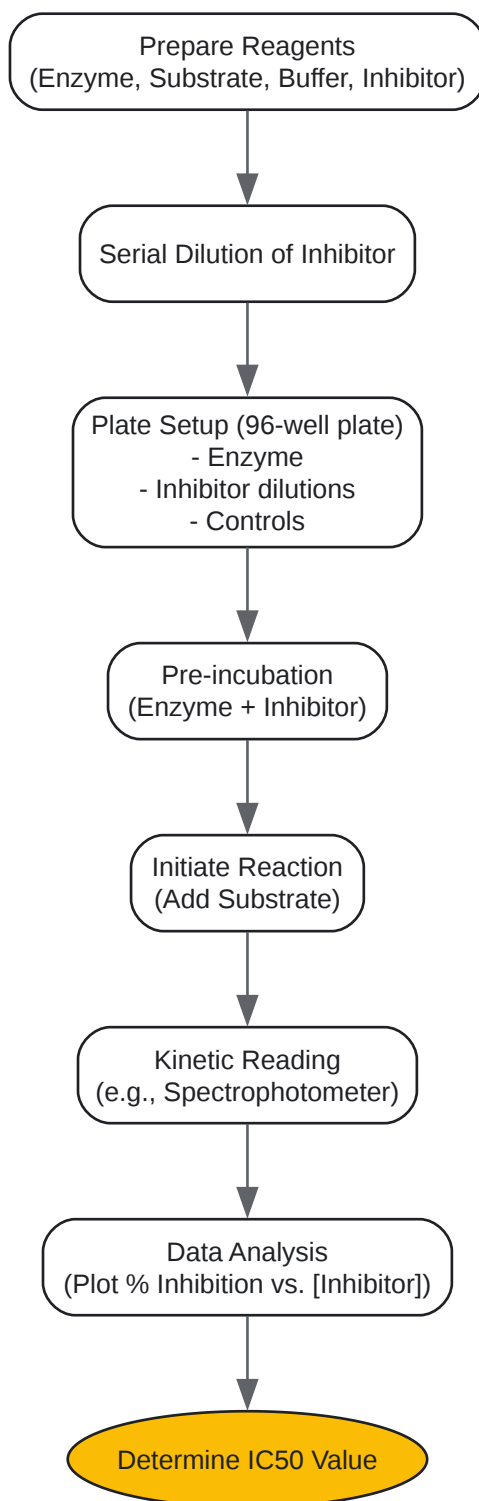 Prepare Reagents
(Enzyme, Substrate, Buffer, Inhibitor)
Serial Dilution of Inhibitor
Plate Setup (96-well plate)
- Enzyme
- Inhibitor dilutions
- Controls
Pre-incubation
(Enzyme + Inhibitor)
Initiate Reaction
(Add Substrate)
Kinetic Reading
(e.g., Spectrophotometer)
Data Analysis
(Plot % Inhibition vs. [Inhibitor])
Determine IC50 Value